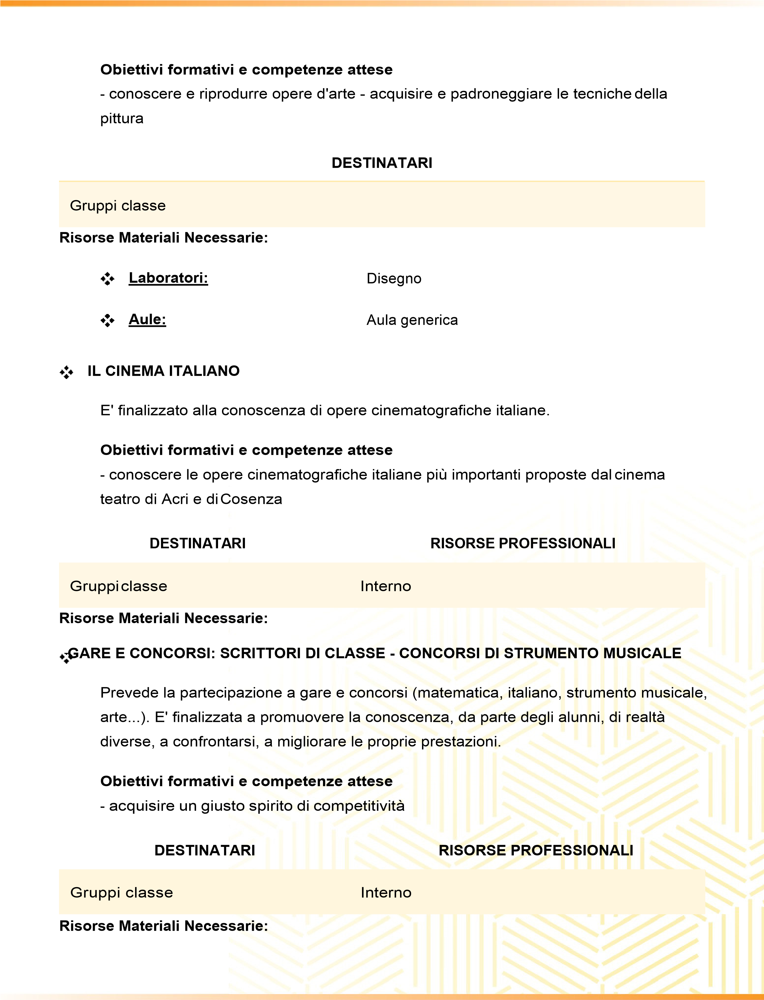 Obiettivi formativi e competenze attese
- conoscere e riprodurre opere d'arte - acquisire e padroneggiare le tecniche della
pittura
DESTINATARI
Gruppi classe
Risorse Materiali Necessarie:
❖ Laboratori: Disegno
❖ Aule: Aula generica
❖ IL CINEMA ITALIANO
E' finalizzato alla conoscenza di opere cinematografiche italiane.
Obiettivi formativi e competenze attese
- conoscere le opere cinematografiche italiane più importanti proposte dal cinema
teatro di Acri e di Cosenza
DESTINATARI RISORSE PROFESSIONALI
Gruppi classe Interno
Risorse Materiali Necessarie:
❖ GARE E CONCORSI: SCRITTORI DI CLASSE - CONCORSI DI STRUMENTO MUSICALE
Prevede la partecipazione a gare e concorsi (matematica, italiano, strumento musicale,
arte...). E' finalizzata a promuovere la conoscenza, da parte degli alunni, di realtà
diverse, a confrontarsi, a migliorare le proprie prestazioni.
Obiettivi formativi e competenze attese
- acquisire un giusto spirito di competitività
DESTINATARI RISORSE PROFESSIONALI
Gruppi classe Interno
Risorse Materiali Necessarie: